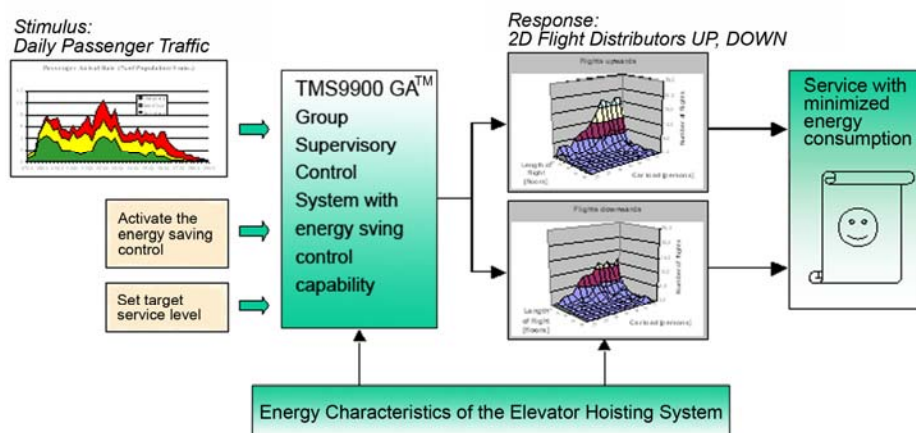 Stimulus:
Daily Passenger Traffic
Activate the
energy saving
control
Set target
service level
TMS9900 GA™
Group
Supervisory
Control
System with
energy sving
control
capability
Response:
2D Flight Distributors UP, DOWN
Flights upwards
Number of flights
Length of
flight [floors]
Car load [persons]
Flights downwards
Number of flights
Length
of flight [floors]
Car load [persons]
Service with
minimized
energy
consumption
Energy Characteristics of the Elevator Hoisting System